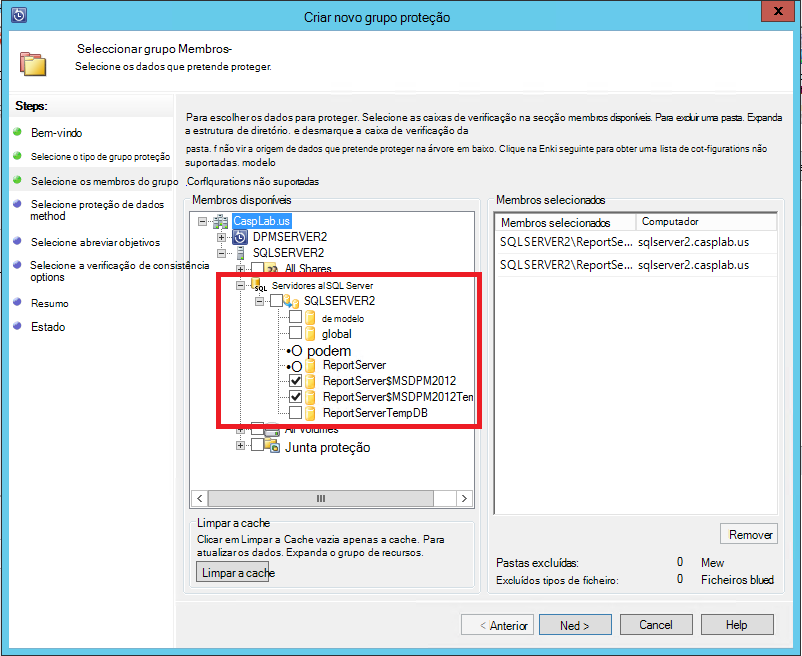 Criar novo grupo proteção
X
Seleccionar grupo Membros-
Selecione os dados que pretende proteger.
Steps:
Bem-vindo
Selecione o tipo de grupo proteção
Selecione os membros do grupo
Selecione proteção de dados
method
Selecione abreviar objetivos
Selecione a verificação de consistência
options
Resumo
Estado
Para escolher os dados para proteger. Selecione as caixas de verificação na secção membros disponíveis. Para excluir uma pasta. Expanda
a estrutura de diretório. e desmarque a caixa de verificação da
pasta. f não vir a origem de dados que pretende proteger na árvore em baixo. Clique na Enki seguinte para obter uma lista de cot-figurations não
suportadas. modelo
.Corflqurations não suportadas
Membros disponíveis
CaspLab.us
DPMSERVER2
SQLSERVER2
All Shares
Servidores alSQL Server
SQLSERVER2
de modelo
global
•O podem
•O ReportServer
ReportServer$MSDPM2012
ReportServer$MSDPM2012Tem
ReportServerTempDB
All Volumes
Junta proteção
Limpar a cache
Clicar em Limpar a Cache vazia apenas a cache. Para
atualizar os dados. Expanda o grupo de recursos.
Limpar a cache
Membros selecionados
Membros selecionados Computador
SQLSERVER2\ReportSe... sqlserver2.casplab.us
SQLSERVER2\ReportSe... sqlserver2.casplab.us
Remover
Pastas excluídas: 0 Mew
Excluídos tipos de ficheiro: 0 Ficheiros blued
< Anterior
Ned >
Cancel
Help